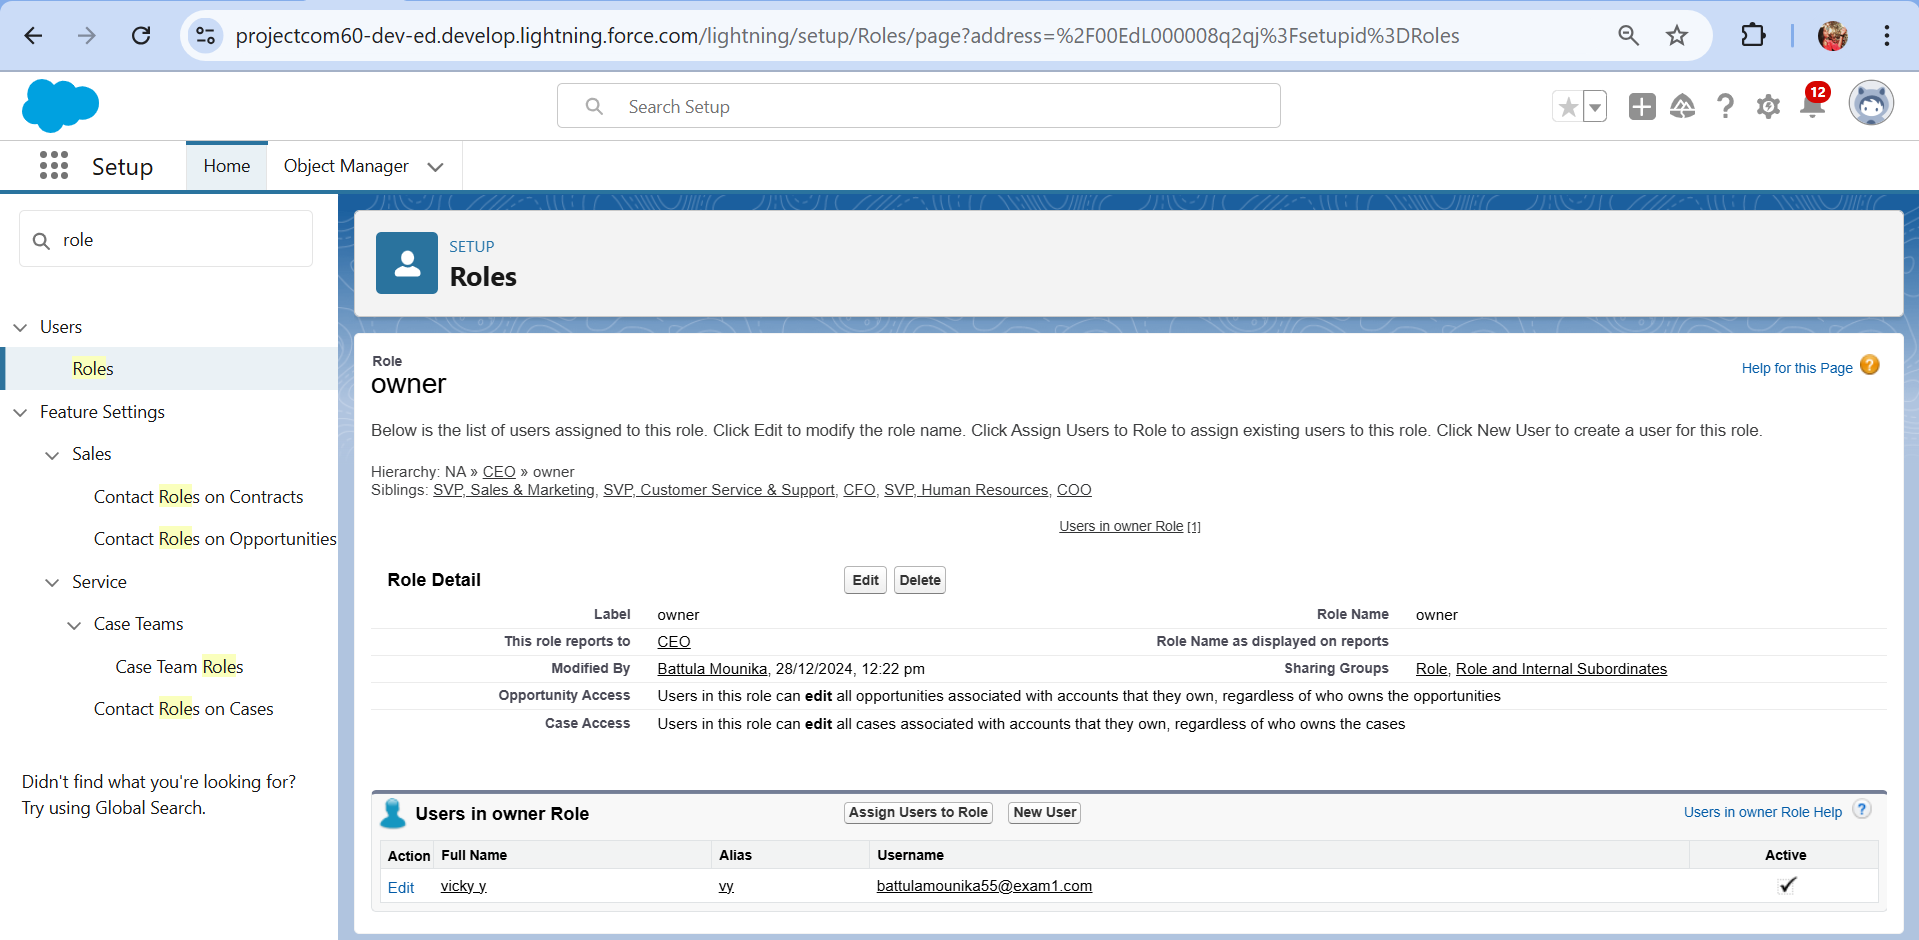 projectcom60-dev-ed.develop.lightning.force.com/lightning/setup/Roles/page?address=%2F00EdL000008q2qj%3Fsetupid%3DRoles
Search Setup
12
Setup
Home
Object Manager
role
Users
Roles
Feature Settings
Sales
Contact Roles on Contracts
Contact Roles on Opportunities
Service
Case Teams
Case Team Roles
Contact Roles on Cases
Didn't find what you're looking for?
Try using Global Search.
SETUP
Roles
Role
owner
Help for this Page ?
Below is the list of users assigned to this role. Click Edit to modify the role name. Click Assign Users to Role to assign existing users to this role. Click New User to create a user for this role.
Hierarchy: NA » CEO » owner
Siblings: SVP, Sales & Marketing, SVP, Customer Service & Support, CFO, SVP, Human Resources, COO
Users in owner Role [1]
Role Detail Edit Delete
Label owner Role Name owner
This role reports to CEO Role Name as displayed on reports
Modified By Battula Mounika, 28/12/2024, 12:22 pm Sharing Groups Role, Role and Internal Subordinates
Opportunity Access Users in this role can edit all opportunities associated with accounts that they own, regardless of who owns the opportunities
Case Access Users in this role can edit all cases associated with accounts that they own, regardless of who owns the cases
Users in owner Role Assign Users to Role New User Users in owner Role Help ?
Action Full Name Alias Username Active
Edit vicky y vy battulamounika55@exam1.com